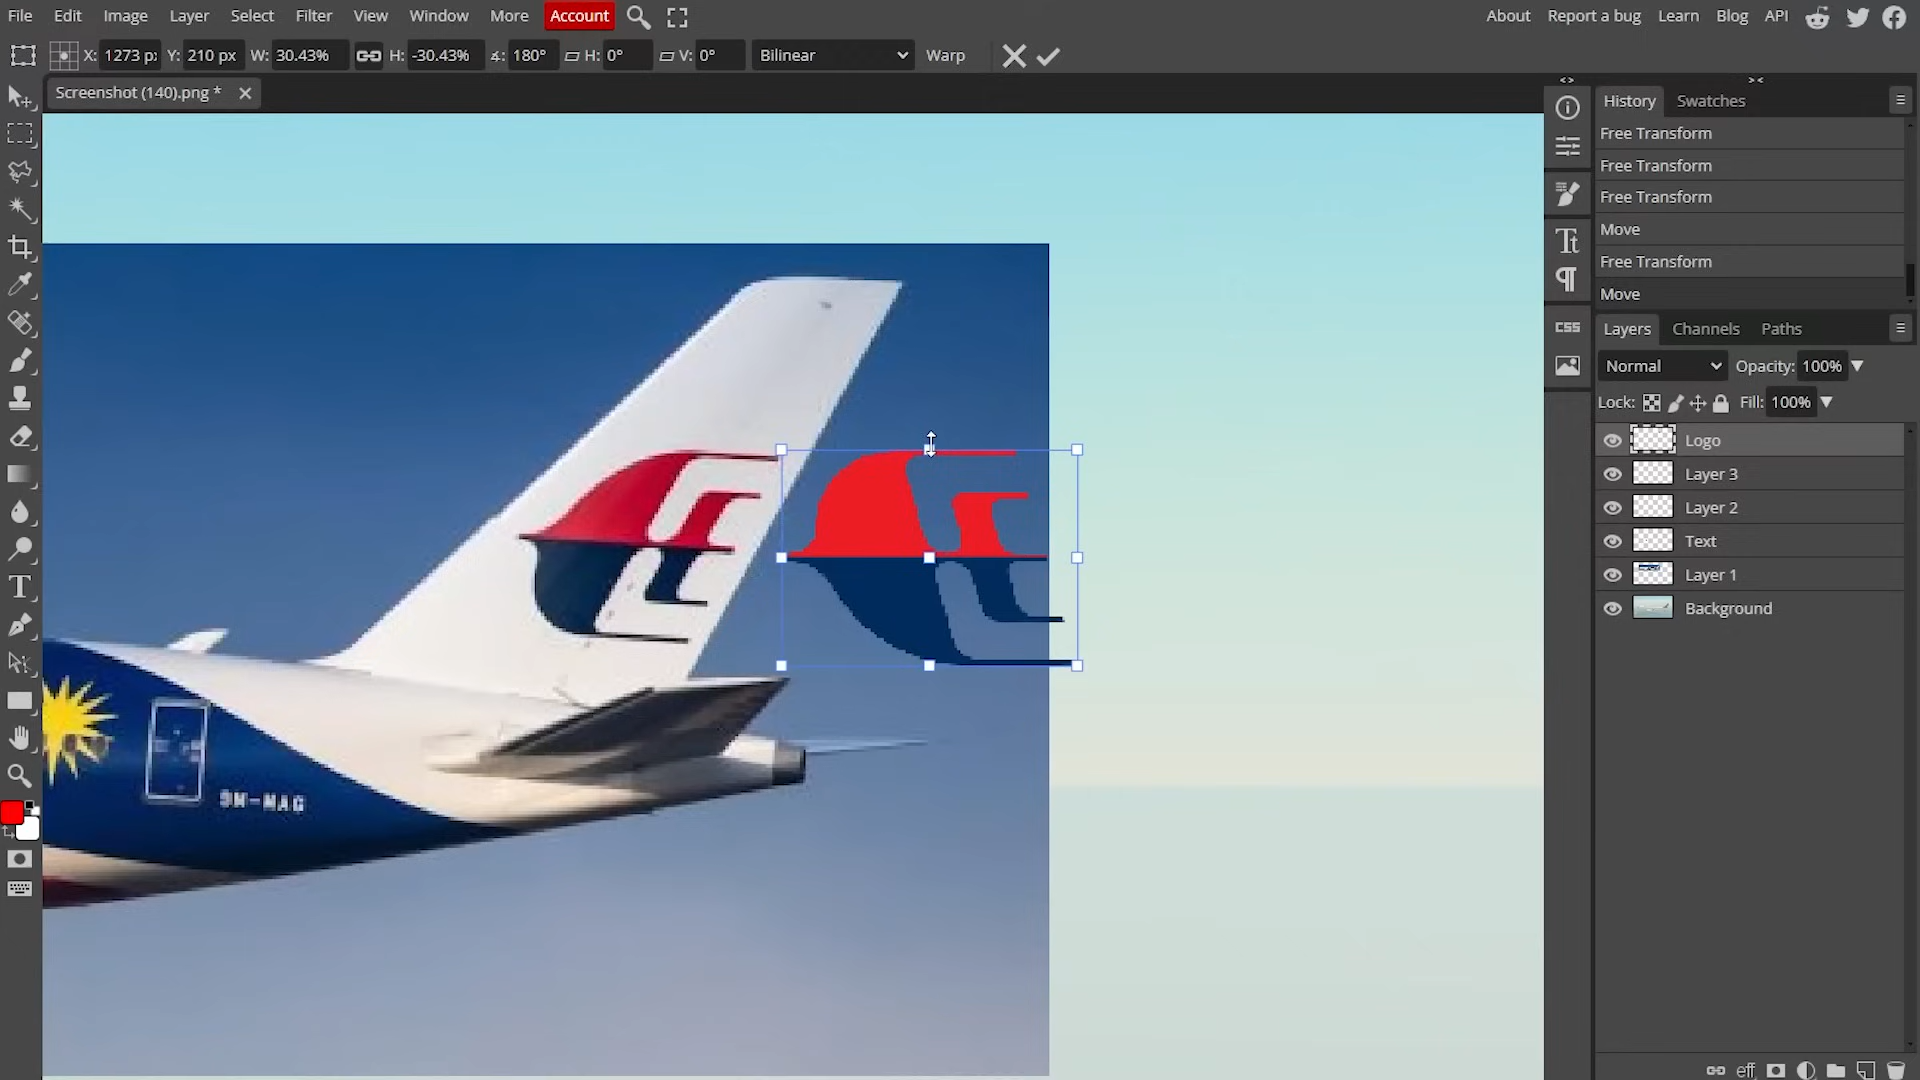 File Edit Image Layer Select Filter View Window More Account About Report a bug Learn Blog API
X: 1273 p Y: 210 px W: 30.43% H: -30.43% ∡: 180° H: 0° V: 0° Bilinear Warp
Screenshot (140).png *
History Swatches
Free Transform
Free Transform
Free Transform
Move
Free Transform
Move
Layers Channels Paths
Normal Opacity: 100%
Lock: Fill: 100%
Logo
Layer 3
Layer 2
Text
Layer 1
Background
CSS
9M-MAG
eff